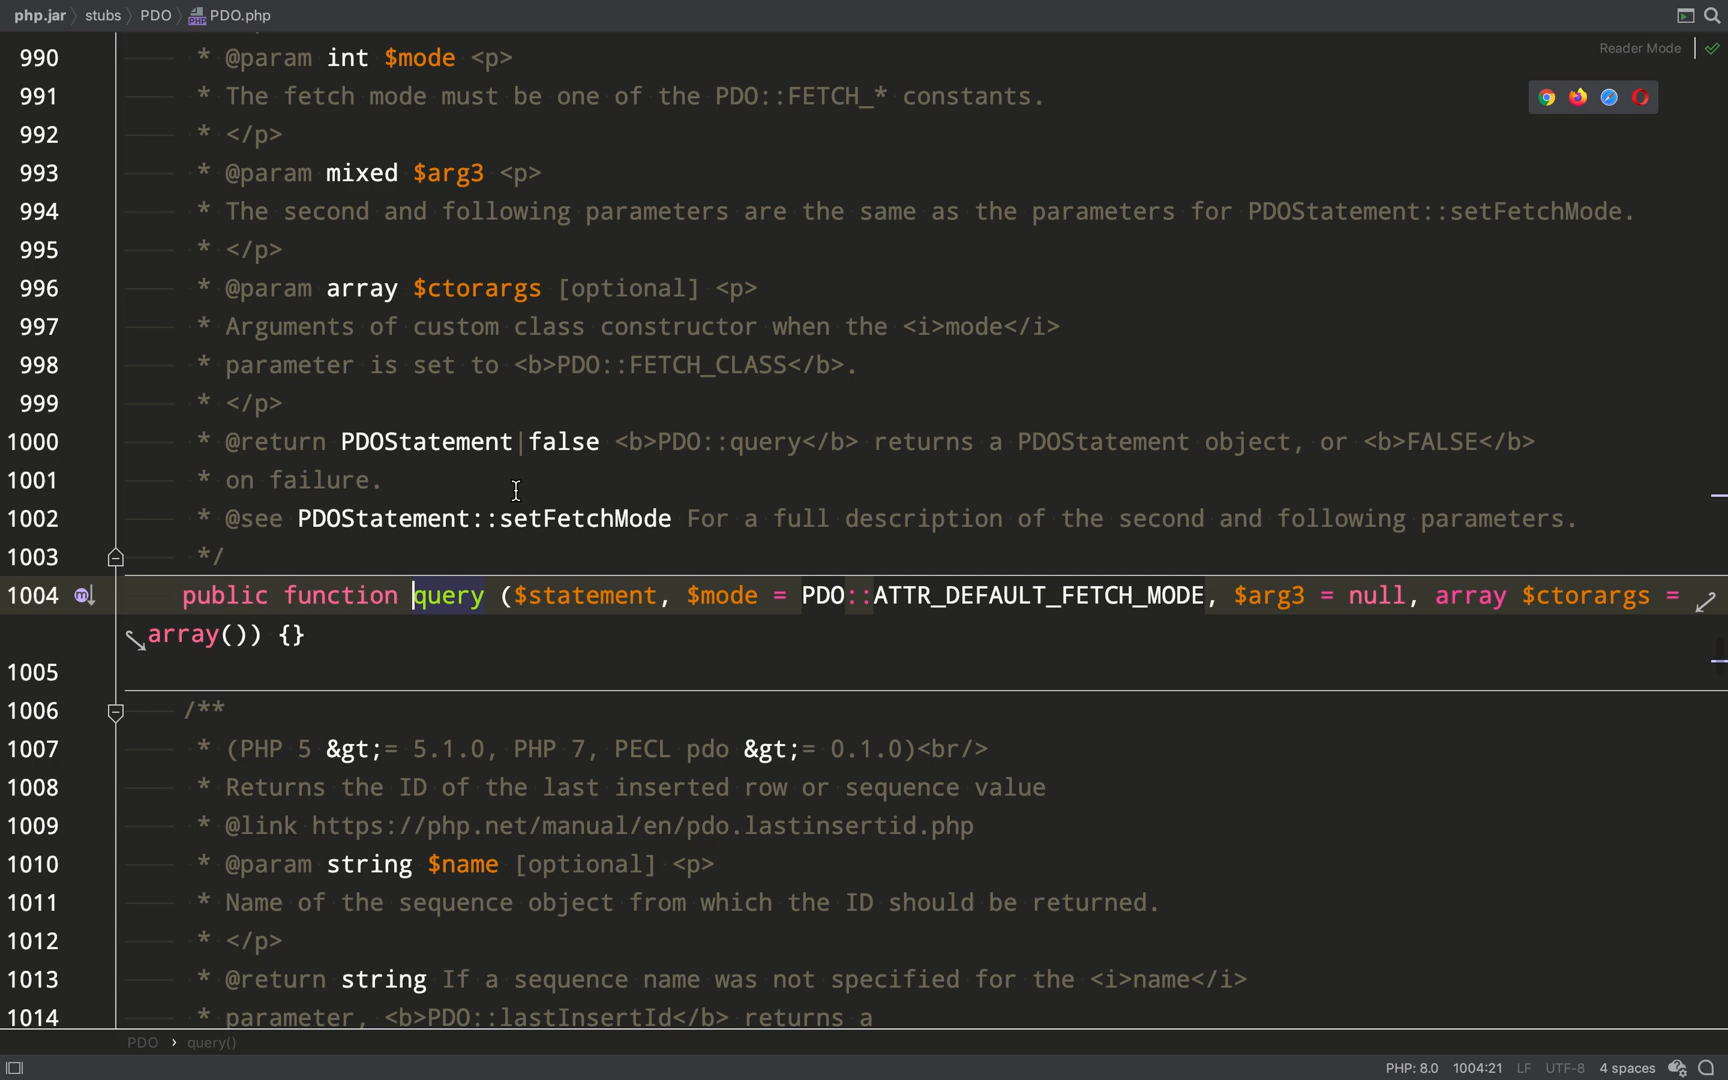 php.jar 〉 stubs 〉 PDO 〉 PDO.php
Reader Mode
990 * @param int $mode <p>
991 * The fetch mode must be one of the PDO::FETCH_* constants.
992 * </p>
993 * @param mixed $arg3 <p>
994 * The second and following parameters are the same as the parameters for PDOStatement::setFetchMode.
995 * </p>
996 * @param array $ctorargs [optional] <p>
997 * Arguments of custom class constructor when the <i>mode</i>
998 * parameter is set to <b>PDO::FETCH_CLASS</b>.
999 * </p>
1000 * @return PDOStatement|false <b>PDO::query</b> returns a PDOStatement object, or <b>FALSE</b>
1001 * on failure.
1002 * @see PDOStatement::setFetchMode For a full description of the second and following parameters.
1003 */
1004 public function query ($statement, $mode = PDO::ATTR_DEFAULT_FETCH_MODE, $arg3 = null, array $ctorargs =
array()) {}
1005
1006 /**
1007 * (PHP 5 &gt;= 5.1.0, PHP 7, PECL pdo &gt;= 0.1.0)<br/>
1008 * Returns the ID of the last inserted row or sequence value
1009 * @link https://php.net/manual/en/pdo.lastinsertid.php
1010 * @param string $name [optional] <p>
1011 * Name of the sequence object from which the ID should be returned.
1012 * </p>
1013 * @return string If a sequence name was not specified for the <i>name</i>
1014 * parameter, <b>PDO::lastInsertId</b> returns a
PDO › query()
PHP: 8.0 1004:21 LF UTF-8 4 spaces